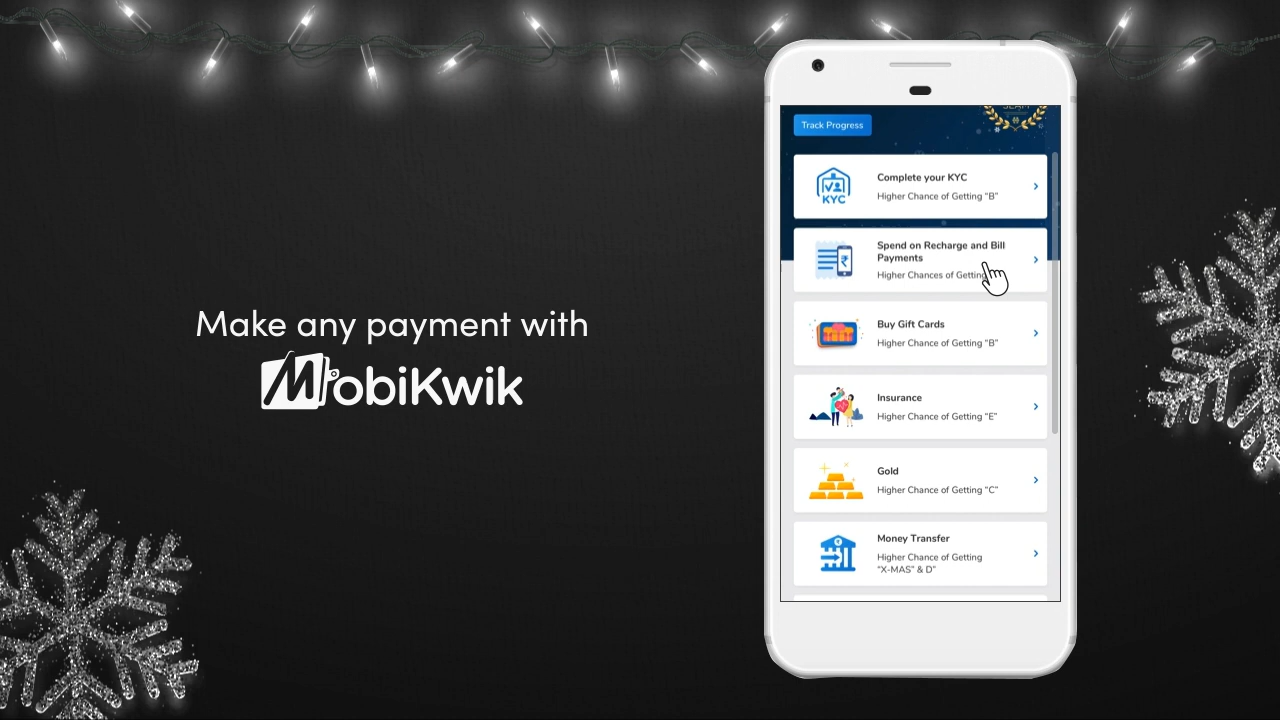 Make any payment with
MobiKwik
SLAM
Track Progress
KYC
Complete your KYC
Higher Chance of Getting “B”
Spend on Recharge and Bill
Payments
Higher Chances of Getting
Buy Gift Cards
Higher Chance of Getting “B”
Insurance
Higher Chance of Getting “E”
Gold
Higher Chance of Getting “C”
Money Transfer
Higher Chance of Getting
“X-MAS” & D”